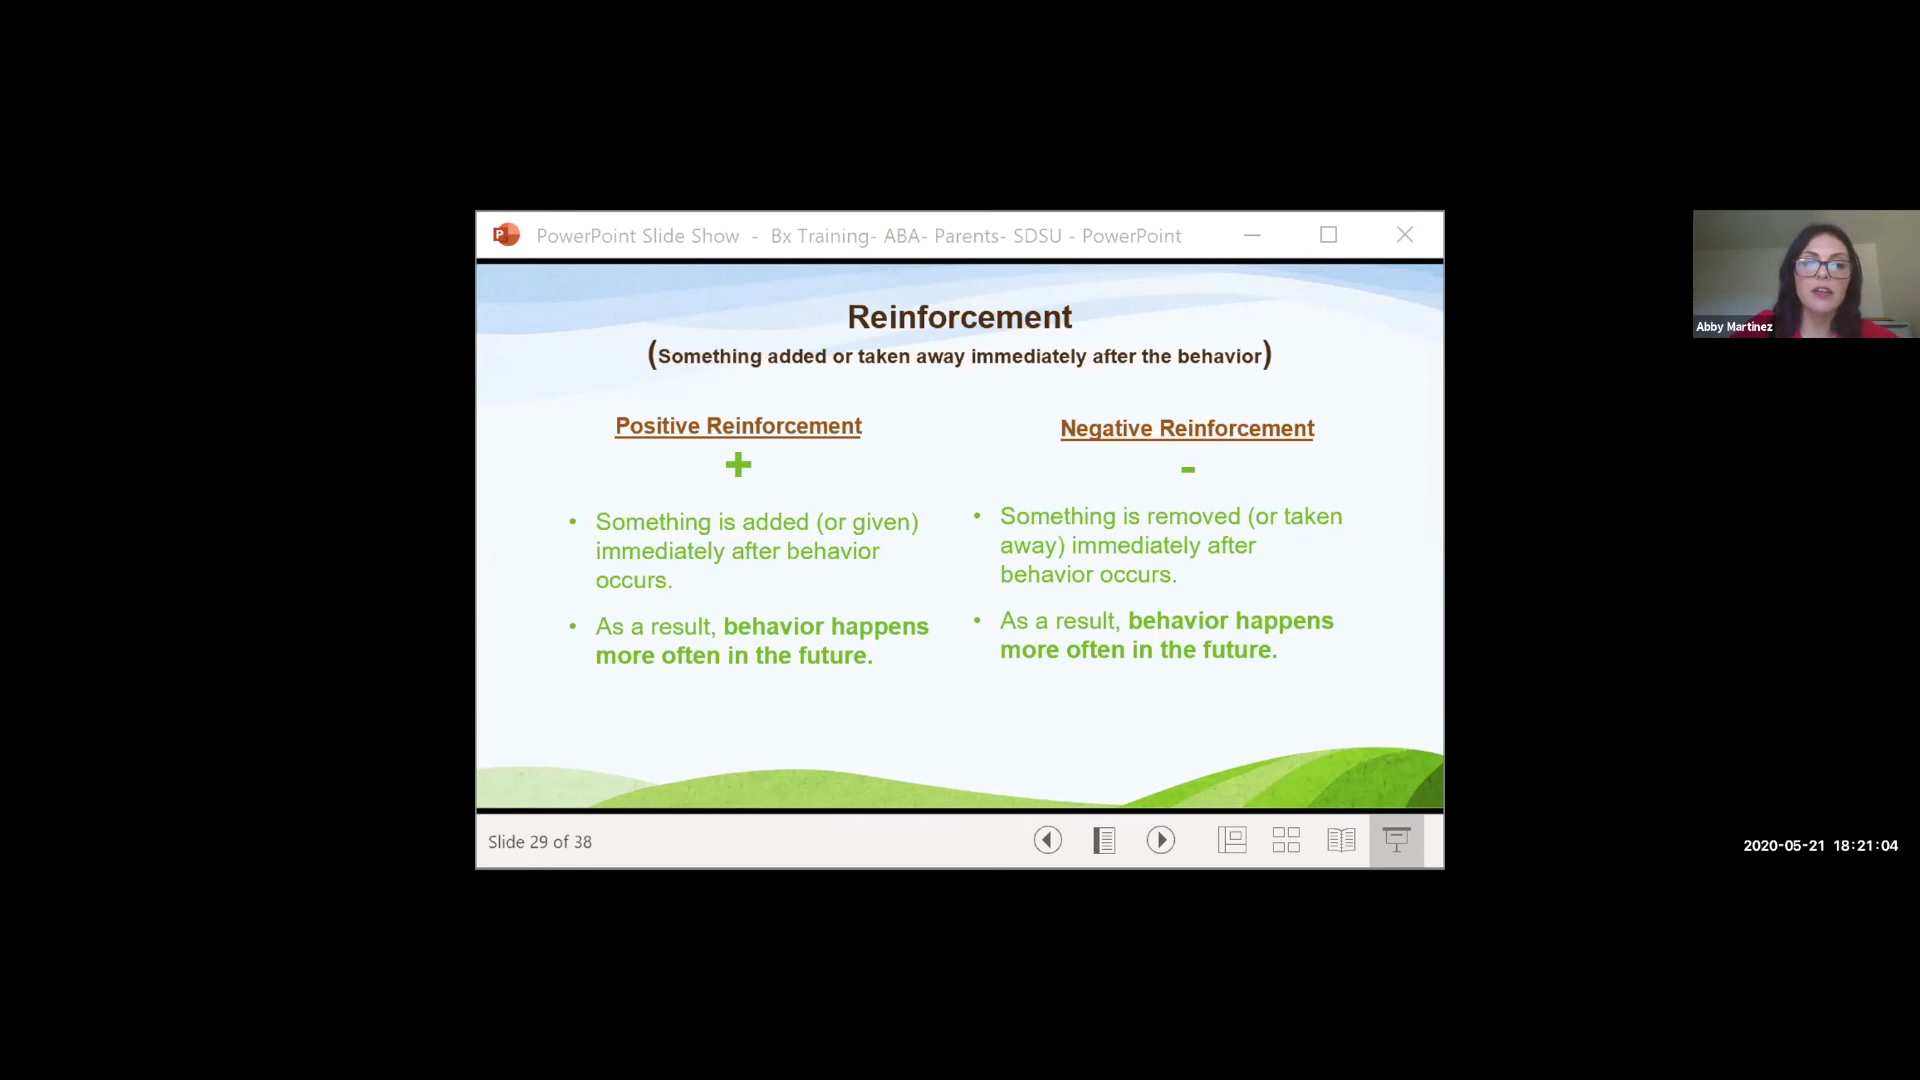 PowerPoint Slide Show - Bx Training- ABA- Parents- SDSU - PowerPoint
Reinforcement
(Something added or taken away immediately after the behavior)
Positive Reinforcement
+
• Something is added (or given)
immediately after behavior
occurs.
• As a result, behavior happens
more often in the future.
Negative Reinforcement
-
• Something is removed (or taken
away) immediately after
behavior occurs.
• As a result, behavior happens
more often in the future.
Slide 29 of 38
Abby Martinez
2020-05-21 18:21:04